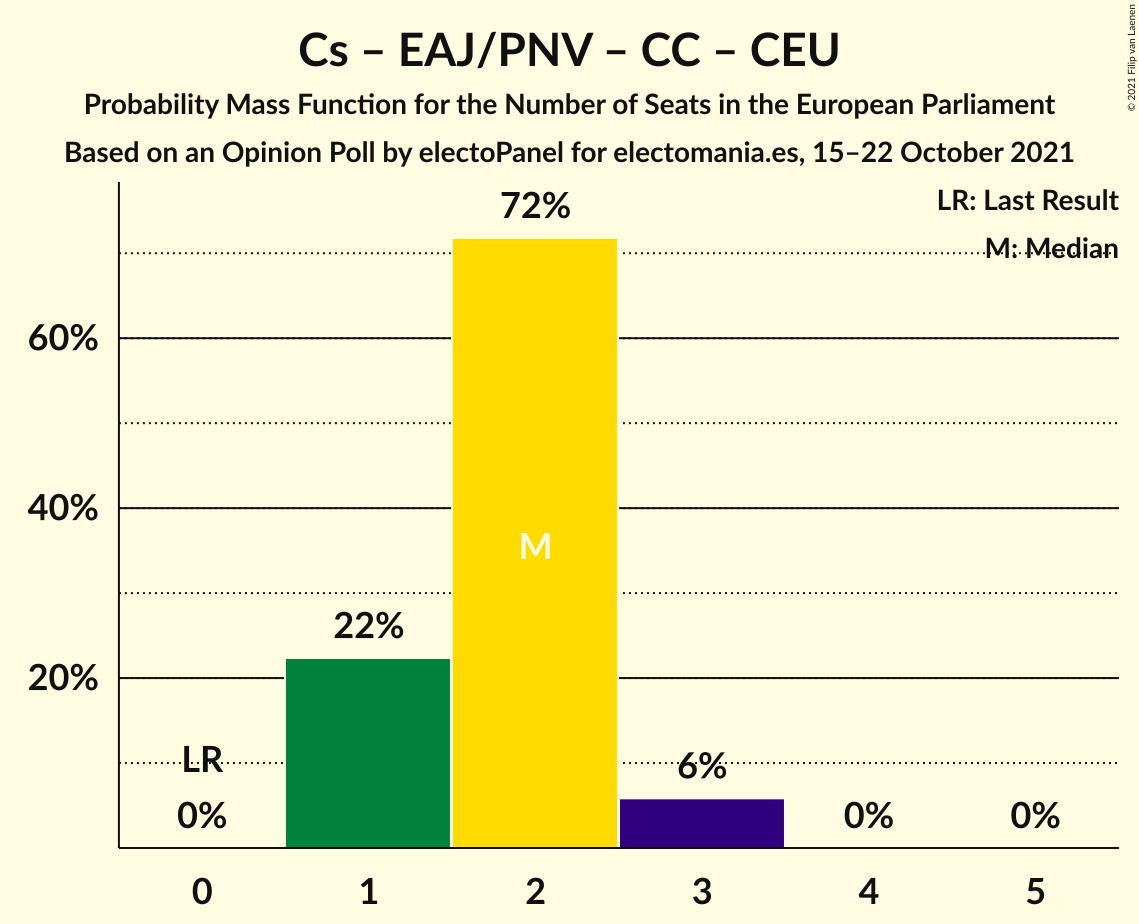 Cs – EAJ/PNV – CC – CEU
Probability Mass Function for the Number of Seats in the European Parliament
Based on an Opinion Poll by electoPanel for electomania.es, 15–22 October 2021
© 2021 Filip van Laenen
LR: Last Result
M: Median
72%
60%
40%
M
22%
20%
LR
6%
0%
0%
0%
0 1 2 3 4 5